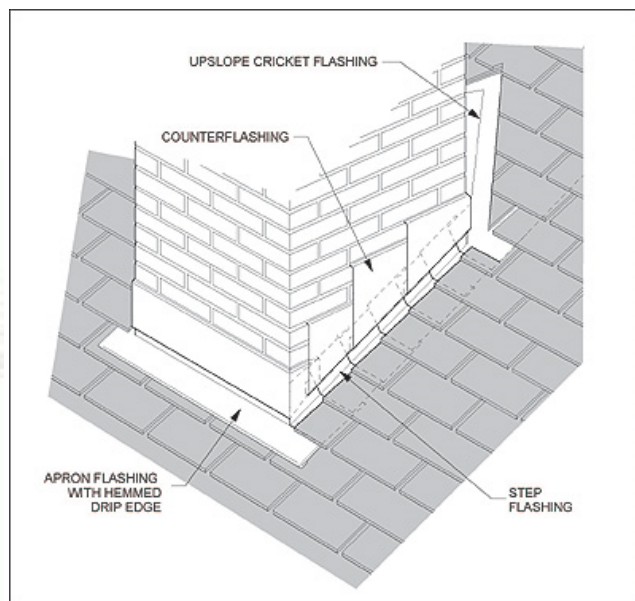 UPSLOPE CRICKET FLASHING
COUNTERFLASHING
APRON FLASHING
WITH HEMMED
DRIP EDGE
STEP
FLASHING